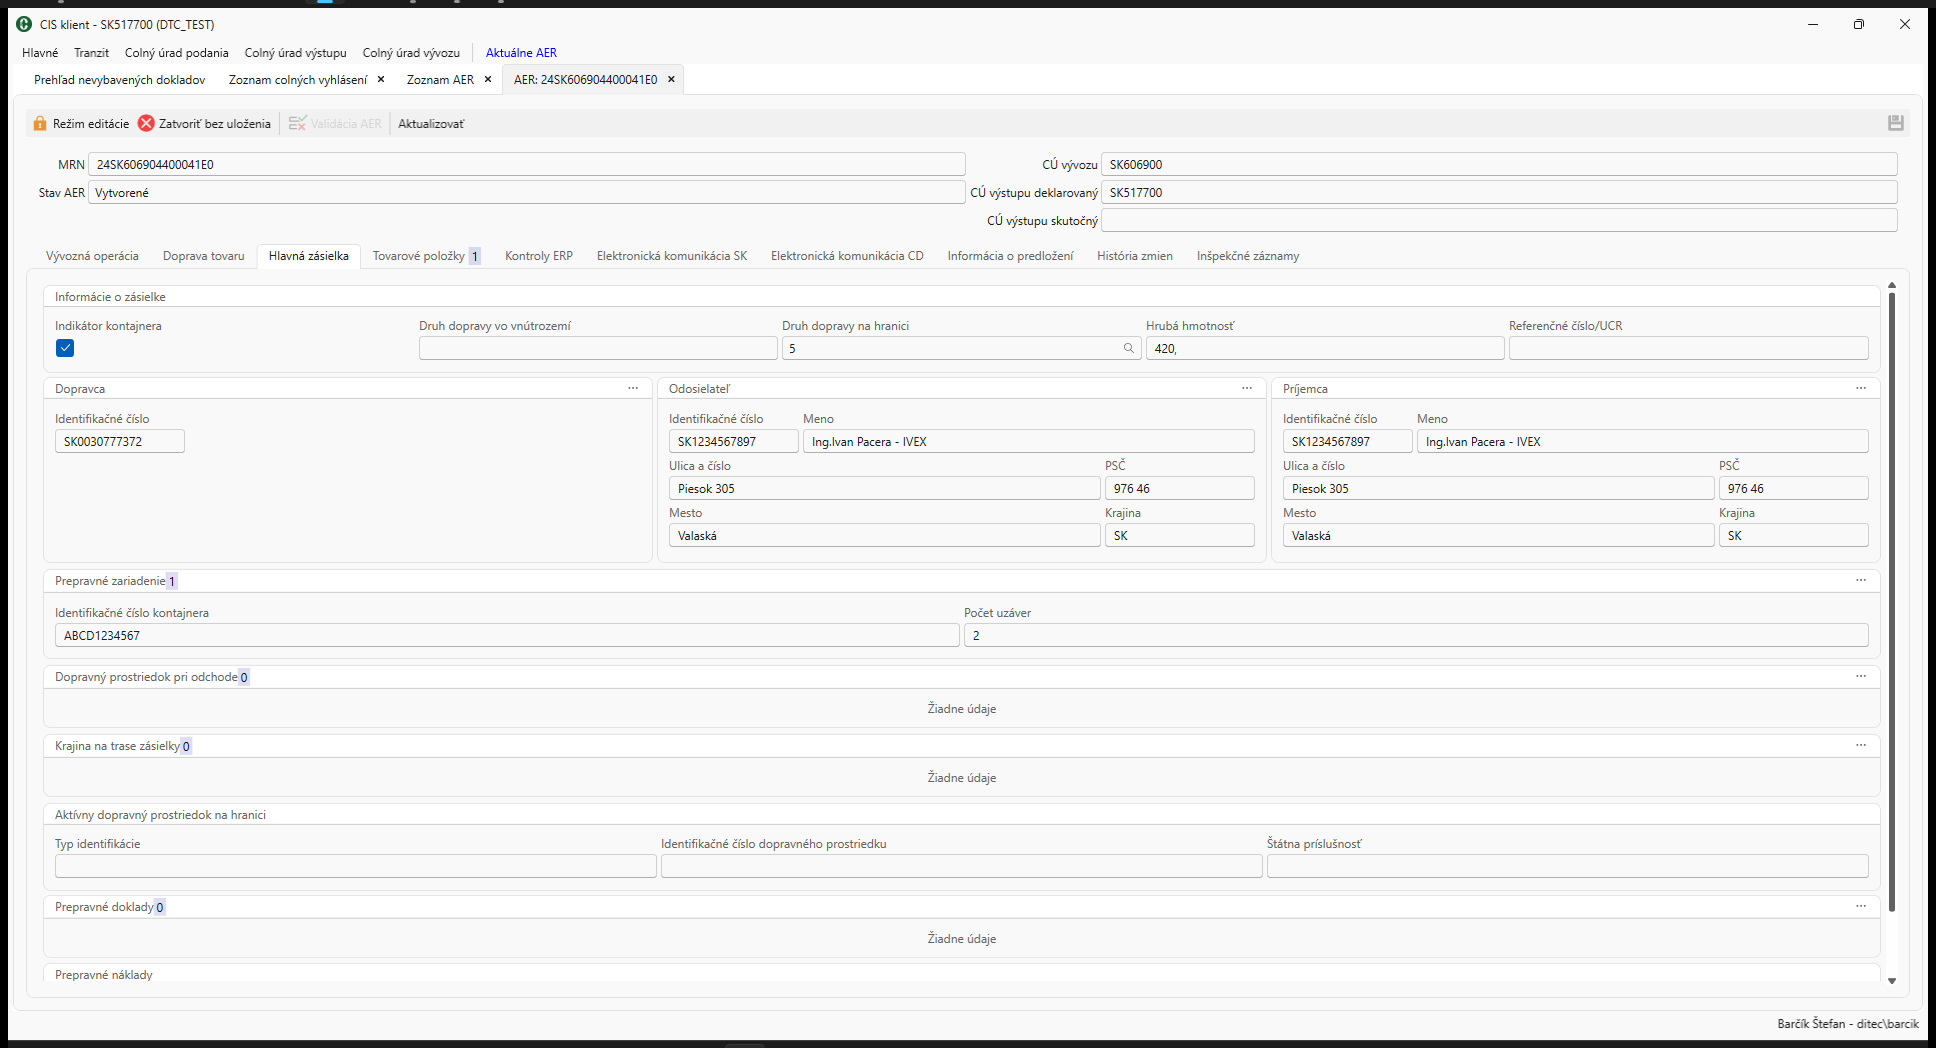 CIS klient - SK517700 (DTC_TEST)
Hlavné Tranzit Colný úrad podania Colný úrad výstupu Colný úrad vývozu Aktuálne AER
Prehľad nevybavených dokladov Zoznam colných vyhlásení Zoznam AER AER: 24SK606904400041E0
Režim editácie Zatvoriť bez uloženia Validácia AER Aktualizovať
MRN 24SK606904400041E0 CÚ vývozu SK606900
Stav AER Vytvorené CÚ výstupu deklarovaný SK517700
CÚ výstupu skutočný
Vývozná operácia Doprava tovaru Hlavná zásielka Tovarové položky 1 Kontroly ERP Elektronická komunikácia SK Elektronická komunikácia CD Informácia o predložení História zmien Inšpekčné záznamy
Informácie o zásielke
Indikátor kontajnera Druh dopravy vo vnútrozemí Druh dopravy na hranici Hrubá hmotnosť Referenčné číslo/UCR
5 420,
Dopravca ... Odosielateľ ... Príjemca ...
Identifikačné číslo Identifikačné číslo Meno Identifikačné číslo Meno
SK0030777372 SK1234567897 Ing.Ivan Pacera - IVEX SK1234567897 Ing.Ivan Pacera - IVEX
Ulica a číslo PSČ Ulica a číslo PSČ
Piesok 305 976 46 Piesok 305 976 46
Mesto Krajina Mesto Krajina
Valaská SK Valaská SK
Prepravné zariadenie 1 ...
Identifikačné číslo kontajnera Počet uzáver
ABCD1234567 2
Dopravný prostriedok pri odchode 0 ...
Žiadne údaje
Krajina na trase zásielky 0 ...
Žiadne údaje
Aktívny dopravný prostriedok na hranici
Typ identifikácie Identifikačné číslo dopravného prostriedku Štátna príslušnosť
Prepravné doklady 0 ...
Žiadne údaje
Prepravné náklady
Barčík Štefan - ditec\barcik